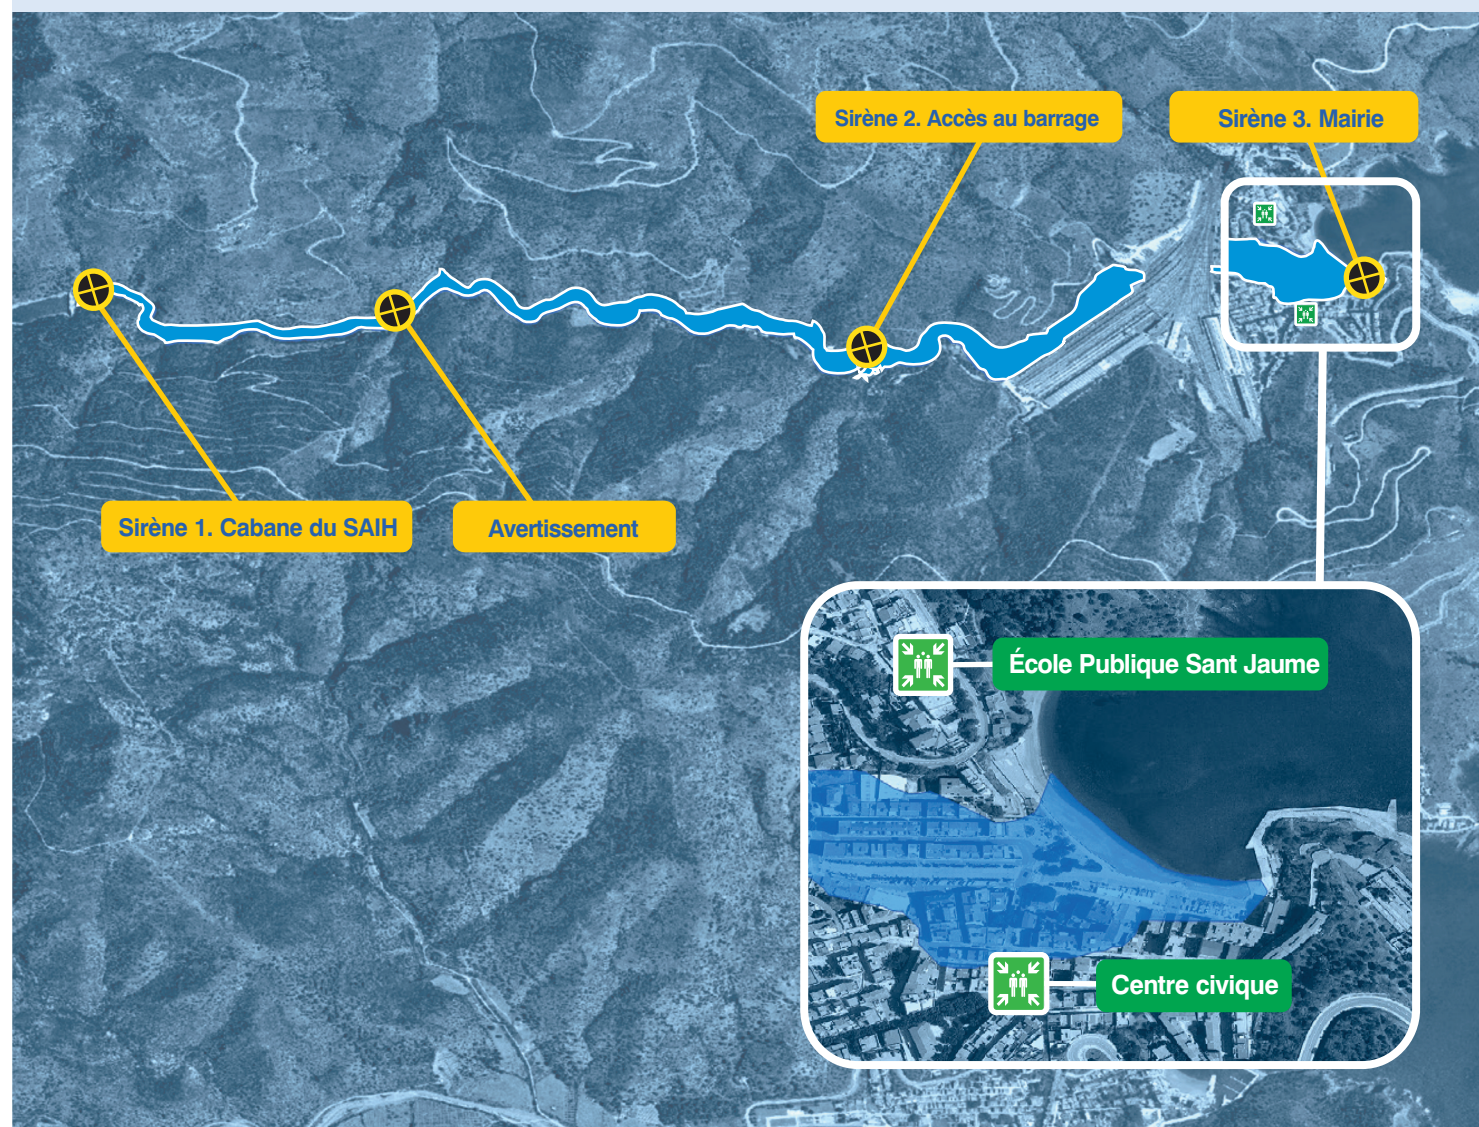 Sirène 2. Accès au barrage
Sirène 3. Mairie
Sirène 1. Cabane du SAIH
Avertissement
École Publique Sant Jaume
Centre civique